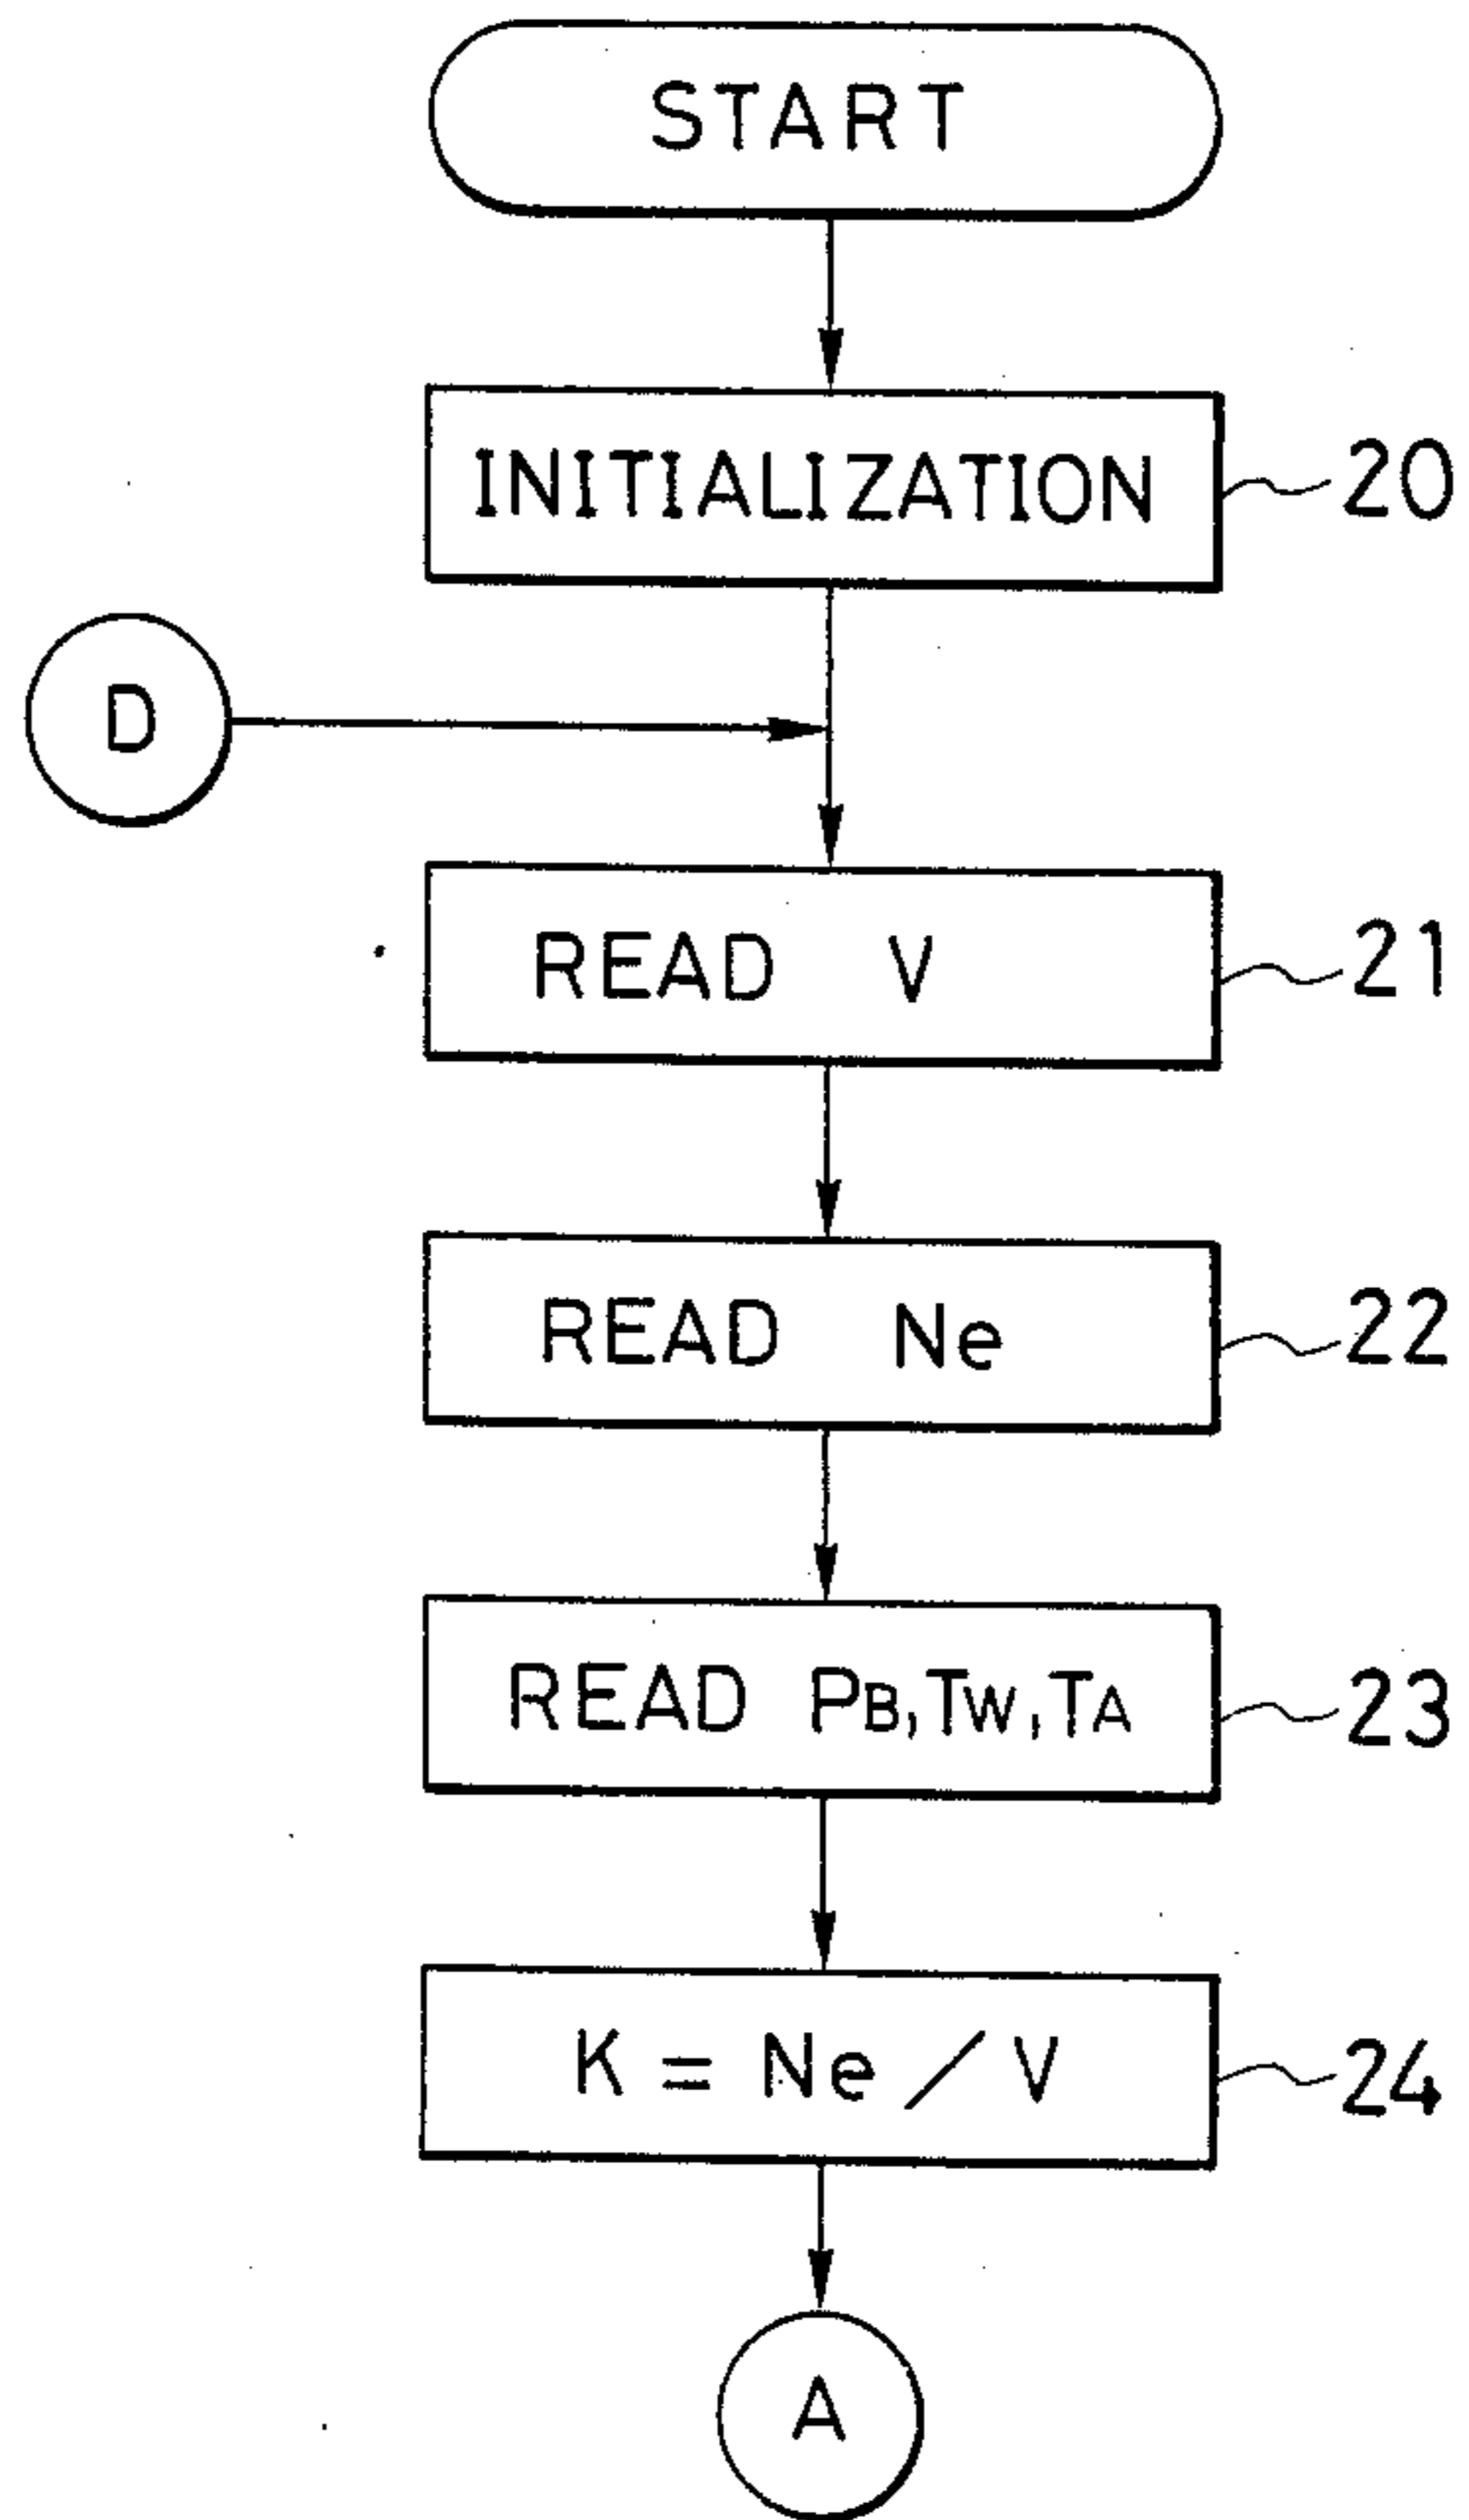 START
INITIALIZATION 20
D
READ V 21
READ Ne 22
READ PB,TW,TA 23
K = Ne / V 24
A